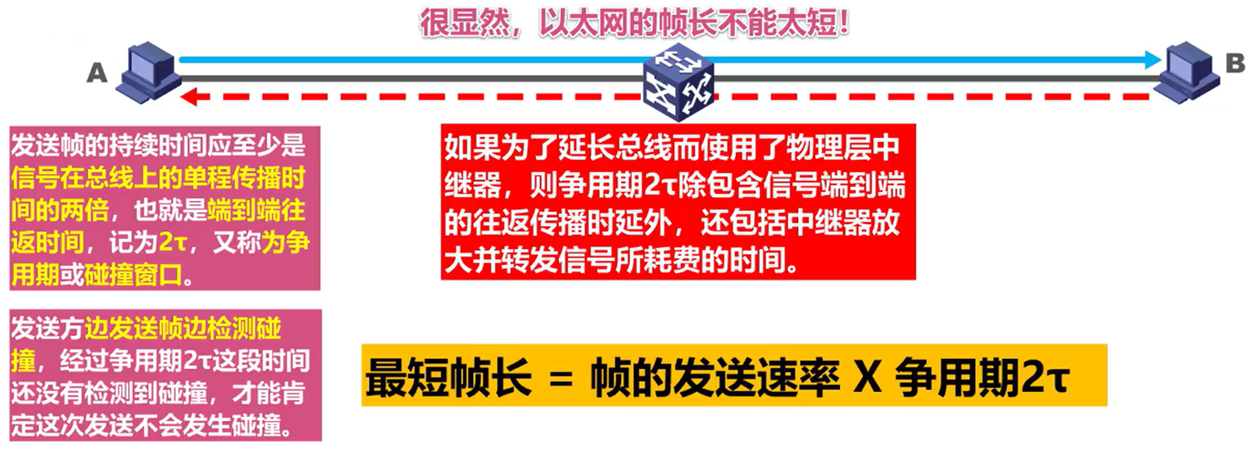 很显然，以太网的帧长不能太短！
A
B
发送帧的持续时间应至少是
信号在总线上的单程传播时
间的两倍，也就是端到端往
返时间，记为2τ，又称为争
用期或碰撞窗口。
如果为了延长总线而使用了物理层中
继器，则争用期2τ除包含信号端到端
的往返传播时延外，还包括中继器放
大并转发信号所耗费的时间。
发送方边发送帧边检测碰
撞，经过争用期2τ这段时间
还没有检测到碰撞，才能肯
定这次发送不会发生碰撞。
最短帧长 = 帧的发送速率 X 争用期2τ